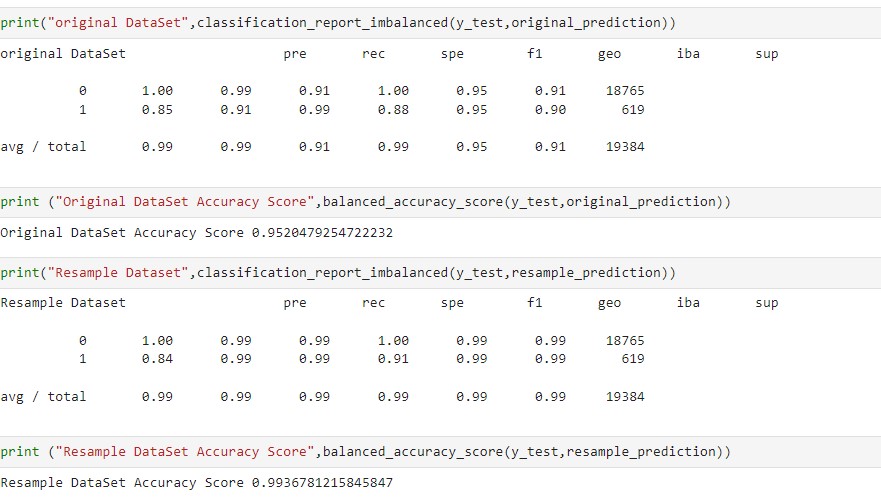 print("original DataSet",classification_report_imbalanced(y_test,original_prediction))
original DataSet pre rec spe f1 geo iba sup
0 1.00 0.99 0.91 1.00 0.95 0.91 18765
1 0.85 0.91 0.99 0.88 0.95 0.90 619
avg / total 0.99 0.99 0.91 0.99 0.95 0.91 19384
print ("Original DataSet Accuracy Score",balanced_accuracy_score(y_test,original_prediction))
Original DataSet Accuracy Score 0.9520479254722232
print("Resample Dataset",classification_report_imbalanced(y_test,resample_prediction))
Resample Dataset pre rec spe f1 geo iba sup
0 1.00 0.99 0.99 1.00 0.99 0.99 18765
1 0.84 0.99 0.99 0.91 0.99 0.99 619
avg / total 0.99 0.99 0.99 0.99 0.99 0.99 19384
print ("Resample DataSet Accuracy Score",balanced_accuracy_score(y_test,resample_prediction))
Resample DataSet Accuracy Score 0.9936781215845847